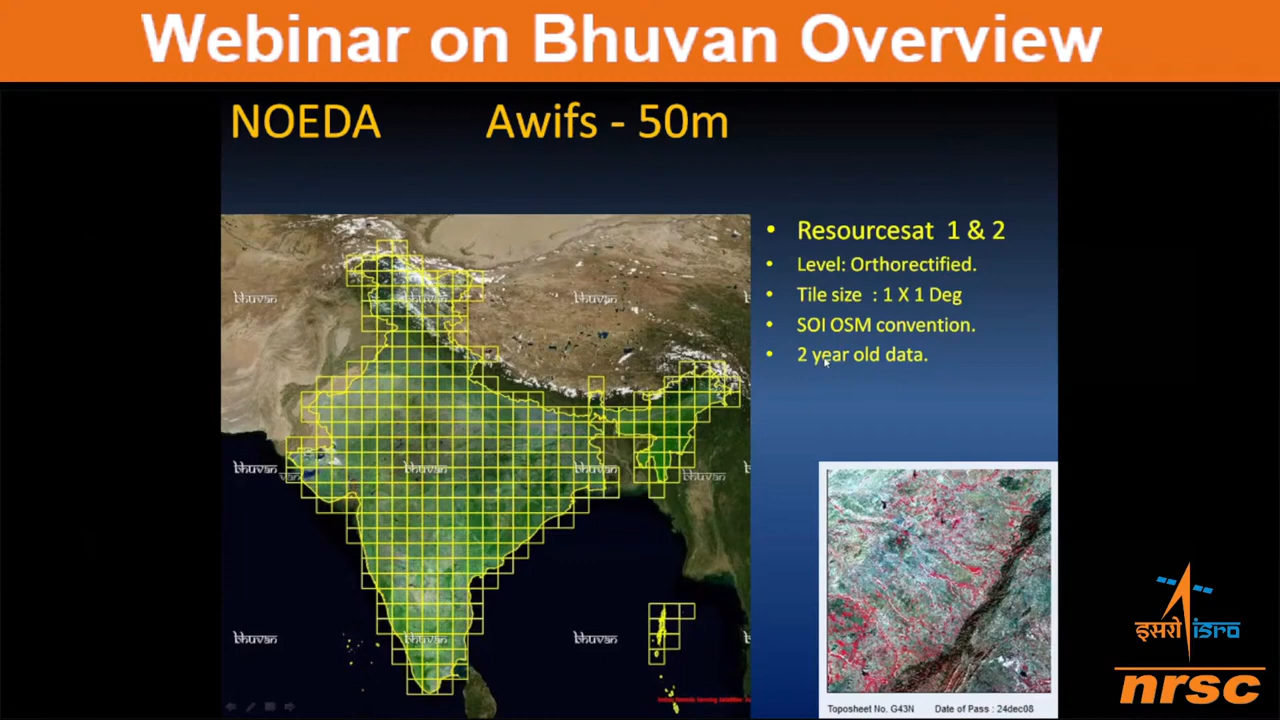 Webinar on Bhuvan Overview
NOEDA Awifs - 50m
• Resourcesat 1 & 2
• Level: Orthorectified.
• Tile size : 1 X 1 Deg
• SOI OSM convention.
• 2 year old data.
bhuvan bhuvan
bhuvan van bhuvan bhuvan
bhuvan bhuvan bhuvan
Toposheet No. G43N Date of Pass : 24dec08
इसरो isro
nrsc